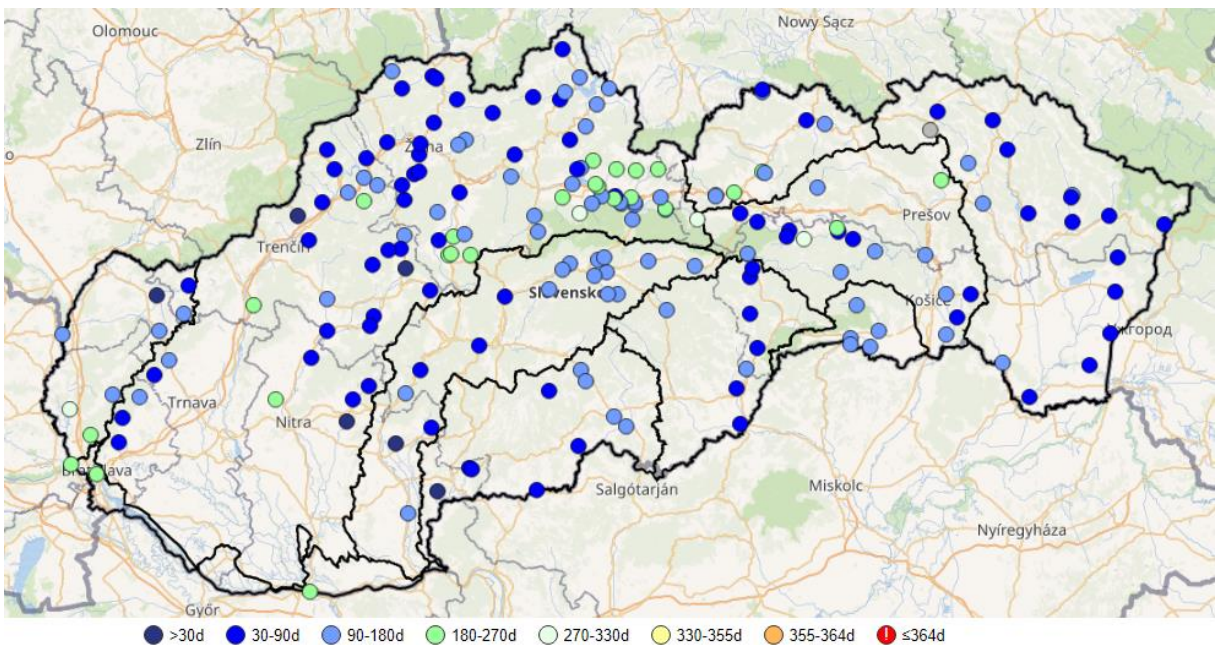 Nowy Sącz
Olomouc
Zlín
Žilina
Prešov
Trenčín
Slovensko
Košice
Ужгород
Trnava
Nitra
Bratislava
Salgótarján
Miskolc
Nyíregyháza
Győr
>30d 30-90d 90-180d 180-270d 270-330d 330-355d 355-364d ! ≤364d